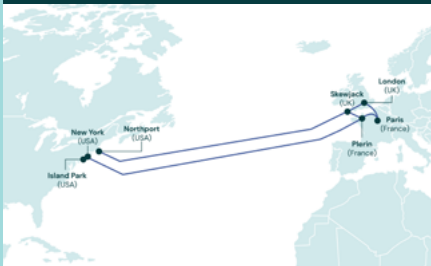 London
(UK)
Skewjack
(UK)
Paris
(France)
Plerin
(France)
New York
(USA)
Northport
(USA)
Island Park
(USA)